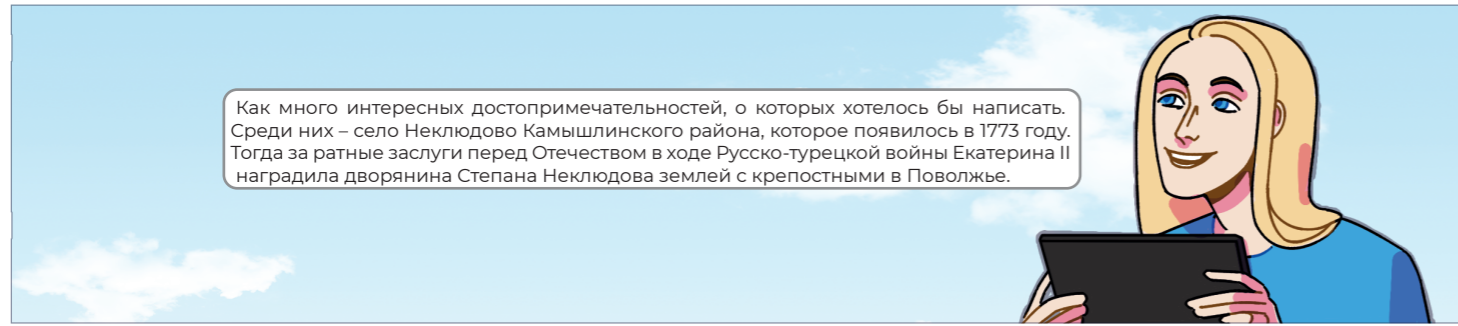 Как много интересных достопримечательностей, о которых хотелось бы написать.
Среди них – село Неклюдово Камышлинского района, которое появилось в 1773 году.
Тогда за ратные заслуги перед Отечеством в ходе Русско-турецкой войны Екатерина II
наградила дворянина Степана Неклюдова землей с крепостными в Поволжье.